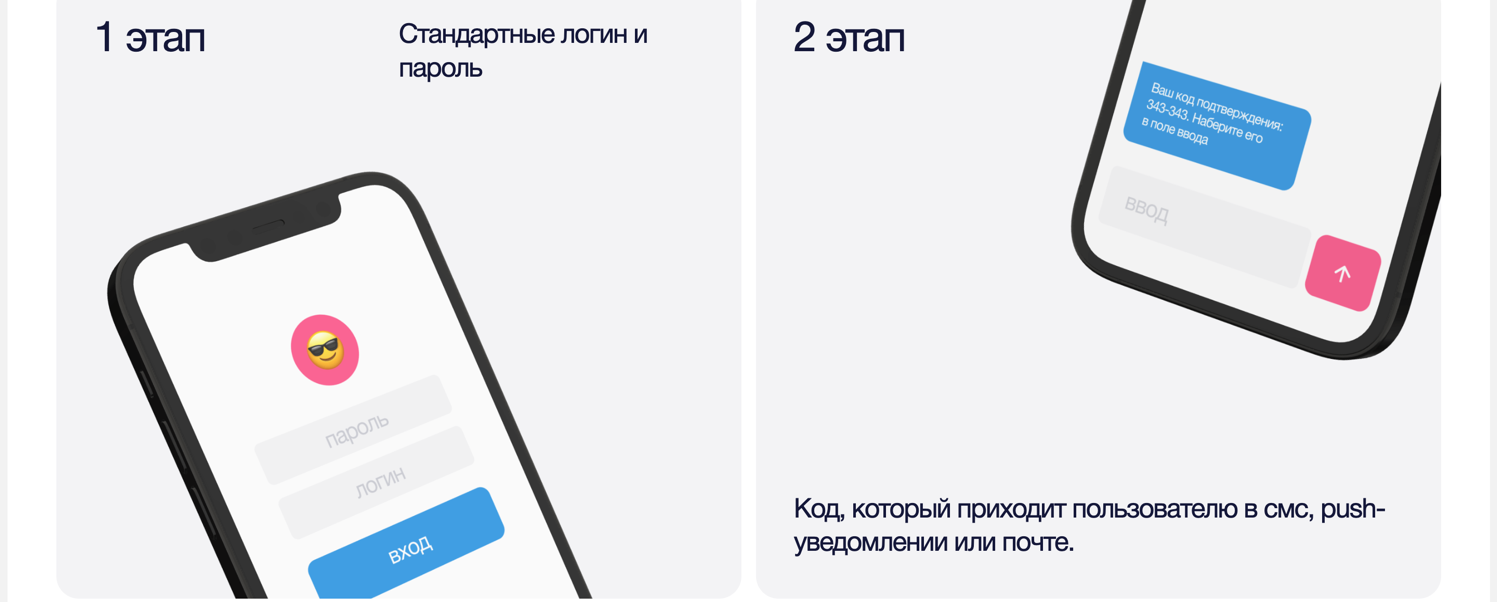 1 этап
Стандартные логин и
пароль
пароль
логин
вход
2 этап
Ваш код подтверждения:
343-343. Наберите его
в поле ввода
ввод
Код, который приходит пользователю в смс, push-
уведомлении или почте.